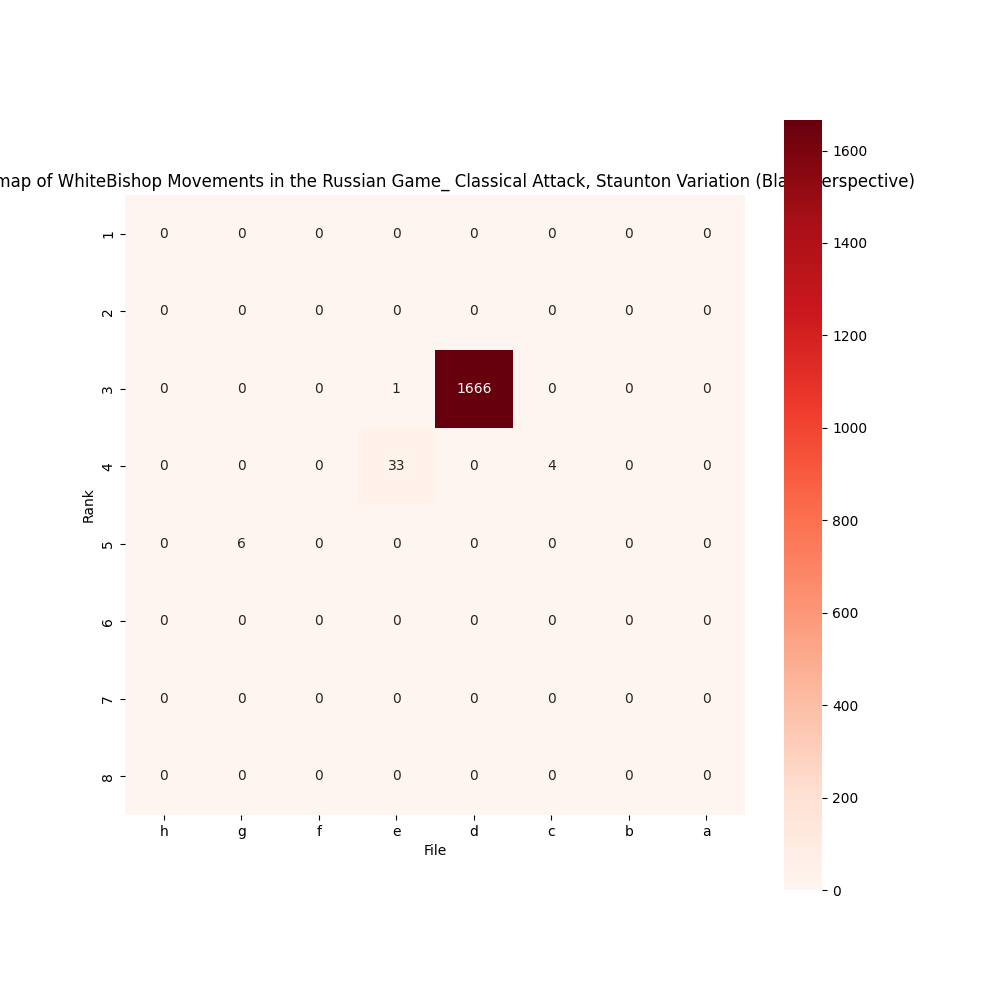 map of WhiteBishop Movements in the Russian Game_ Classical Attack, Staunton Variation
1600
1400
1200
1000
800
600
400
200
0
Rank
1 0 0 0 0 0 0 0 0
2 0 0 0 0 0 0 0 0
3 0 0 0 1 1666 0 0 0
4 0 0 0 33 0 4 0 0
5 0 6 0 0 0 0 0 0
6 0 0 0 0 0 0 0 0
7 0 0 0 0 0 0 0 0
8 0 0 0 0 0 0 0 0
h g f e d c b a
File